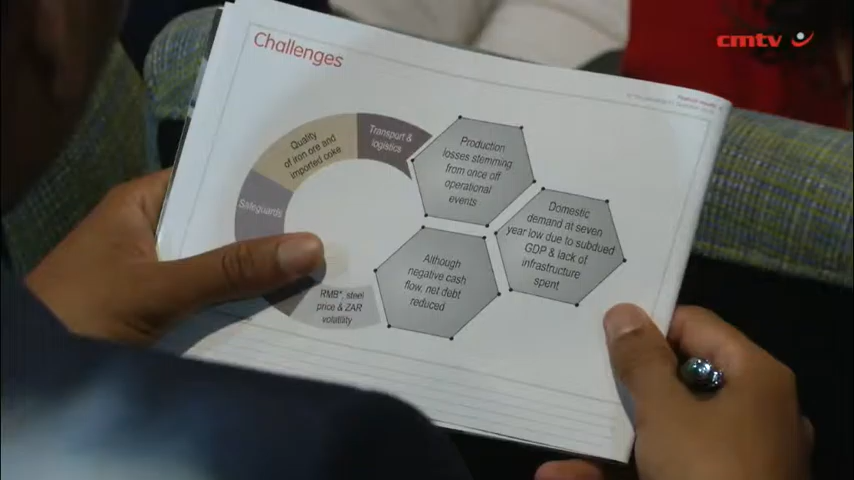 cmtv
Challenges
Quality
of iron ore and
imported coke
Transport &
logistics
Safeguards
RMB*, steel
price & ZAR
volatility
Production
losses stemming
from once off
operational
events
Domestic
demand at seven
year low due to subdued
GDP & lack of
infrastructure
spent
Although
negative cash
flow, net debt
reduced